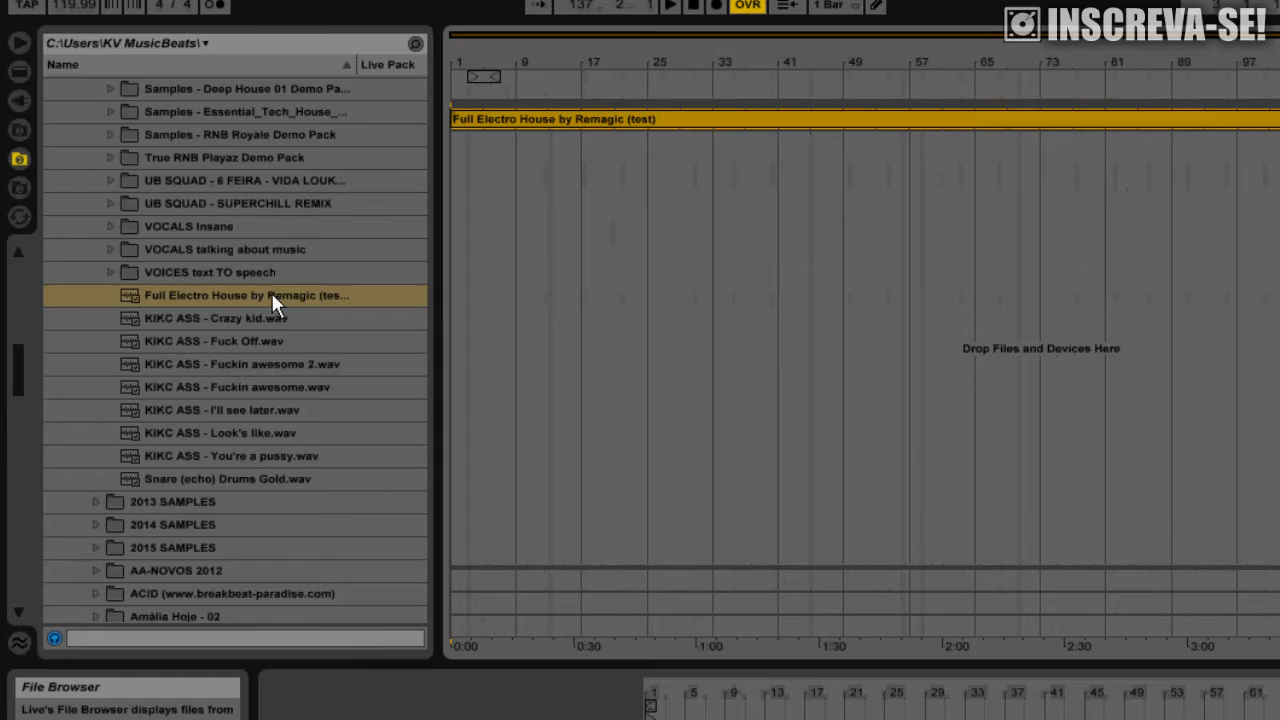 TAP 119.99 4 / 4 137. 2. 1 OVR 1 Bar
INSCREVA-SE!
C:\Users\KV MusicBeats\
Name Live Pack
Samples - Deep House 01 Demo Pa...
Samples - Essential_Tech_House_...
Samples - RNB Royale Demo Pack
True RNB Playaz Demo Pack
UB SQUAD - 6 FEIRA - VIDA LOUK...
UB SQUAD - SUPERCHILL REMIX
VOCALS Insane
VOCALS talking about music
VOICES text TO speech
Full Electro House by Remagic (tes...
KIKC ASS - Crazy kid.wav
KIKC ASS - Fuck Off.wav
KIKC ASS - Fuckin awesome 2.wav
KIKC ASS - Fuckin awesome.wav
KIKC ASS - I'll see later.wav
KIKC ASS - Look's like.wav
KIKC ASS - You're a pussy.wav
Snare (echo) Drums Gold.wav
2013 SAMPLES
2014 SAMPLES
2015 SAMPLES
AA-NOVOS 2012
ACID (www.breakbeat-paradise.com)
Amália Hoje - 02
1 9 17 25 33 41 49 57 65 73 81 89 97
Full Electro House by Remagic (test)
Drop Files and Devices Here
0:00 0:30 1:00 1:30 2:00 2:30 3:00
File Browser
Live's File Browser displays files from
1 5 9 13 17 21 25 29 33 37 41 45 49 53 57 61